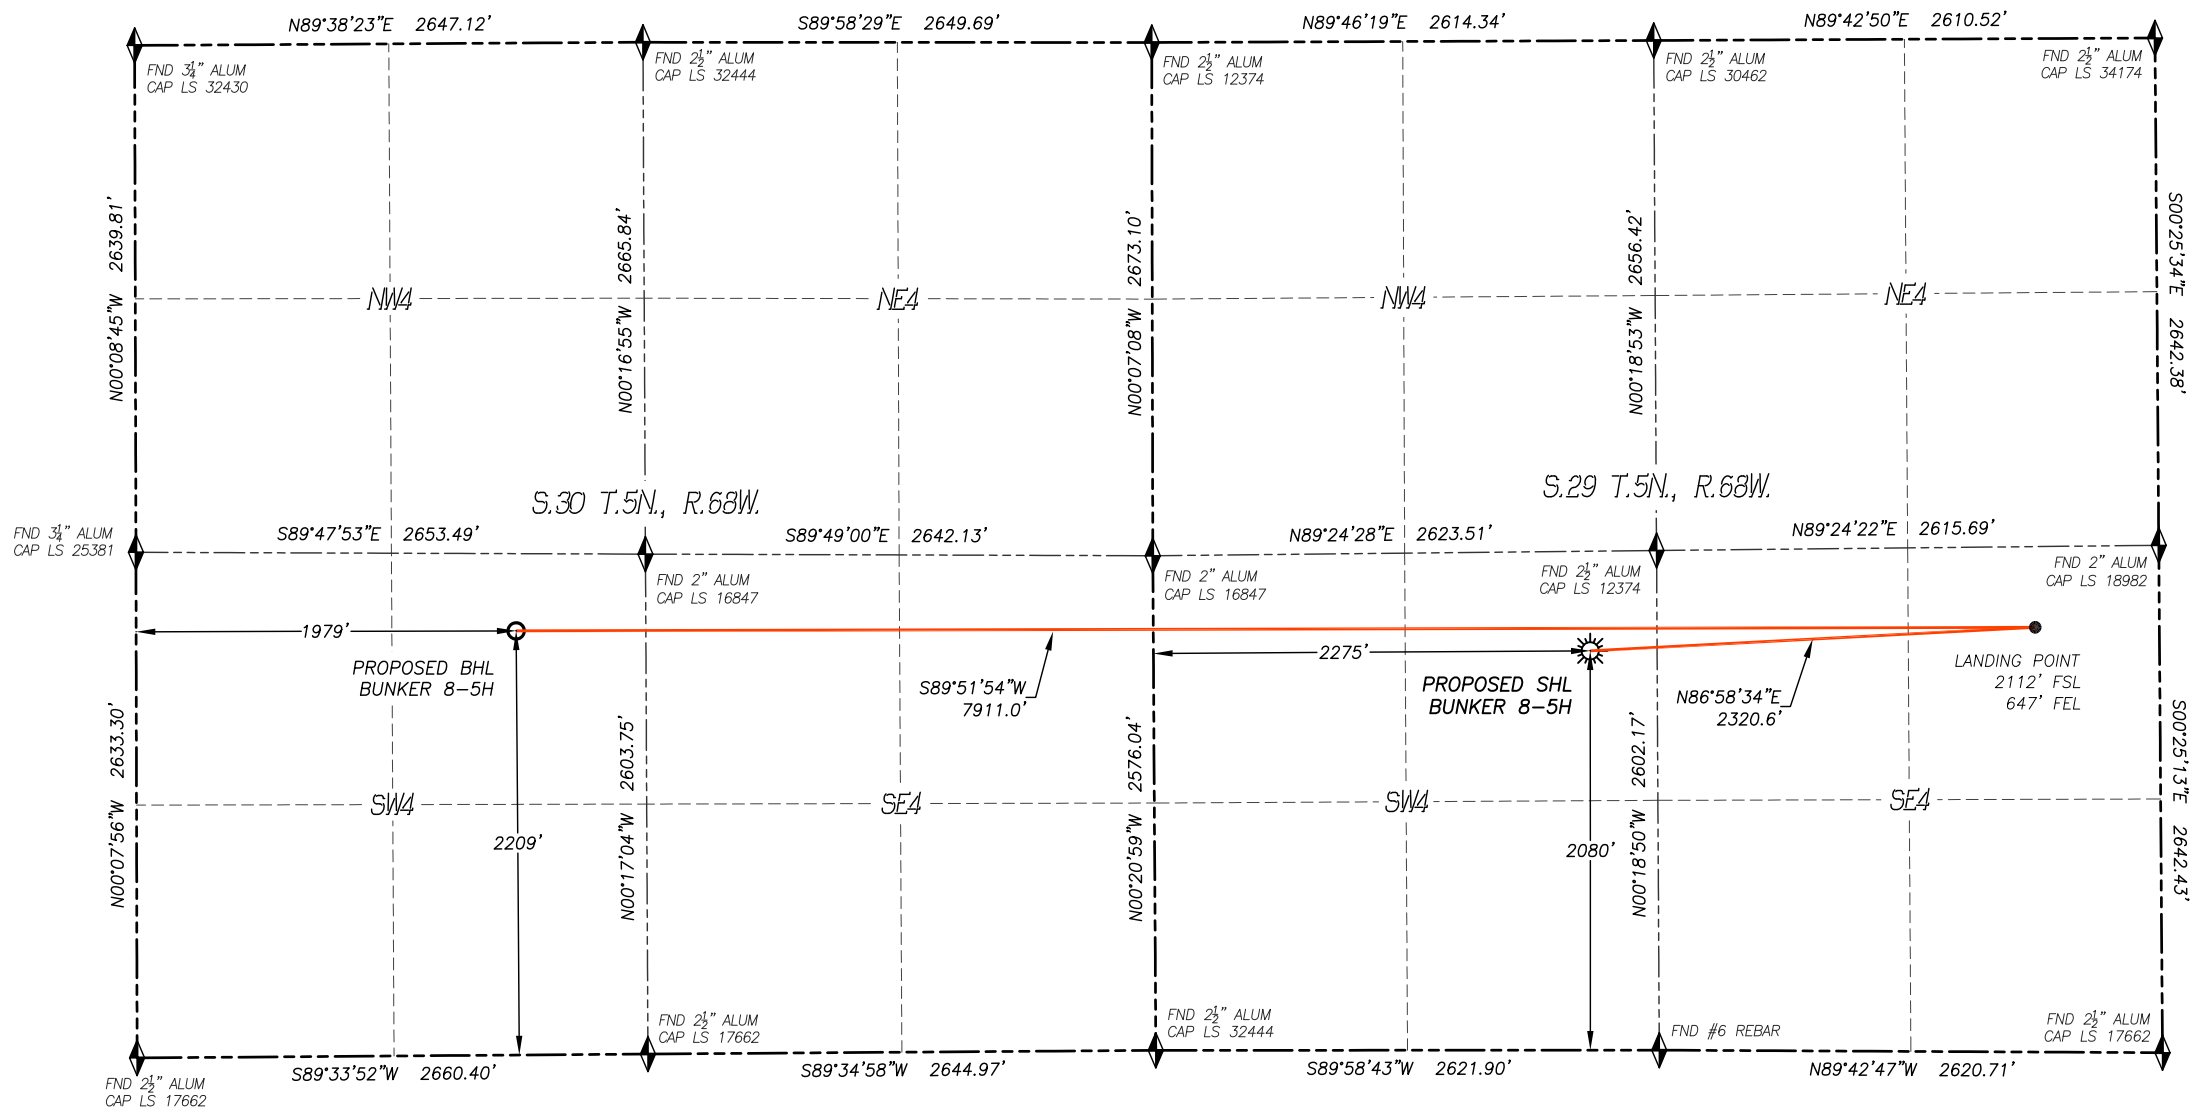 N89°38'23"E 2647.12'
S89°58'29"E 2649.69'
N89°46'19"E 2614.34'
N89°42'50"E 2610.52'
FND 3¼" ALUM
CAP LS 32430
FND 2½" ALUM
CAP LS 32444
FND 2½" ALUM
CAP LS 12374
FND 2½" ALUM
CAP LS 30462
FND 2½" ALUM
CAP LS 34174
N00°08'45"W 2639.81'
N00°16'55"W 2665.84'
N00°07'08"W 2673.10'
N00°18'53"W 2656.42'
S00°25'34"E 2642.38'
NW4
NE4
NW4
NE4
S.30 T.5N., R.68W.
S.29 T.5N., R.68W.
FND 3¼" ALUM
CAP LS 25381
S89°47'53"E 2653.49'
S89°49'00"E 2642.13'
N89°24'28"E 2623.51'
N89°24'22"E 2615.69'
FND 2" ALUM
CAP LS 16847
FND 2" ALUM
CAP LS 16847
FND 2½" ALUM
CAP LS 12374
FND 2" ALUM
CAP LS 18982
1979'
PROPOSED BHL
BUNKER 8-5H
S89°51'54"W
7911.0'
2275'
PROPOSED SHL
BUNKER 8-5H
N86°58'34"E
2320.6'
LANDING POINT
2112' FSL
647' FEL
N00°07'56"W 2633.30'
N00°17'04"W 2603.75'
N00°20'59"W 2576.04'
N00°18'50"W 2602.17'
S00°25'13"E 2642.43'
SW4
SE4
SW4
SE4
2209'
2080'
FND 2½" ALUM
CAP LS 17662
FND 2½" ALUM
CAP LS 17662
FND 2½" ALUM
CAP LS 32444
FND #6 REBAR
FND 2½" ALUM
CAP LS 17662
S89°33'52"W 2660.40'
S89°34'58"W 2644.97'
S89°58'43"W 2621.90'
N89°42'47"W 2620.71'